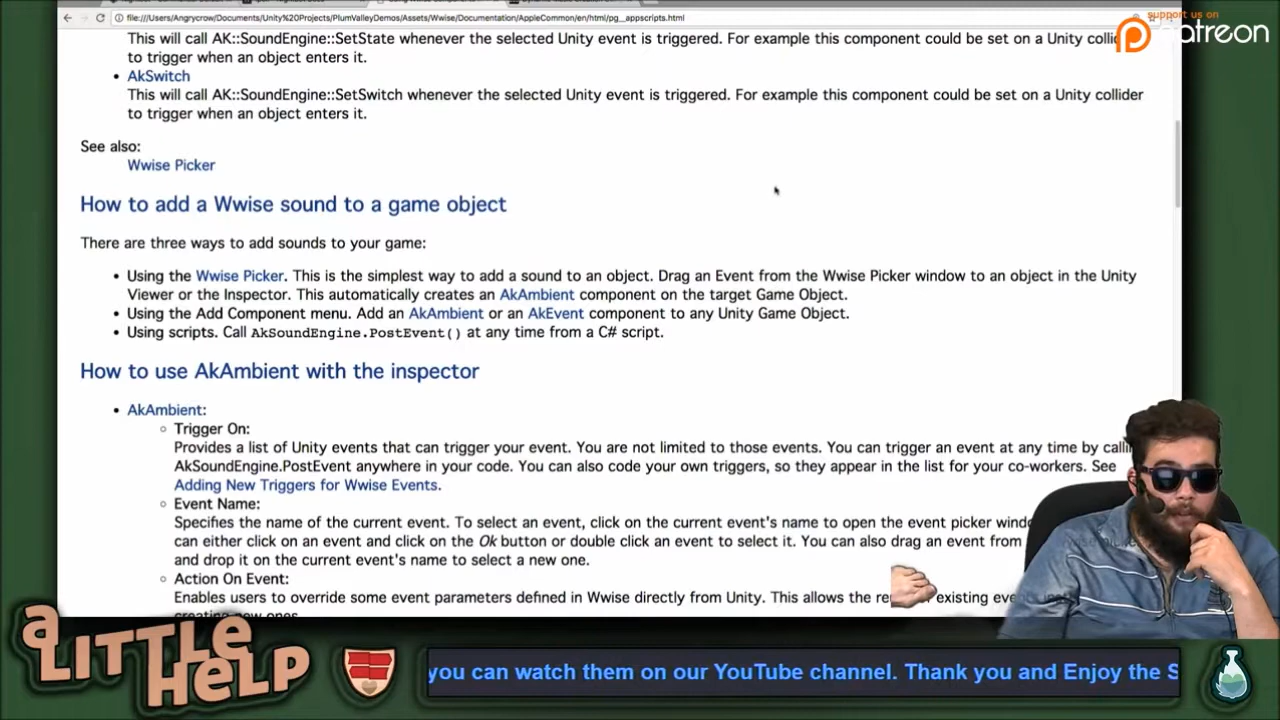 file:///Users/Angrycrow/Documents/Unity%20Projects/PlumValleyDemos/Assets/Wwise/Documentation/AppleCommon/en/html/pg__appscripts.html
support us on
patreon
This will call AK::SoundEngine::SetState whenever the selected Unity event is triggered. For example this component could be set on a Unity collid
to trigger when an object enters it.
• AkSwitch
This will call AK::SoundEngine::SetSwitch whenever the selected Unity event is triggered. For example this component could be set on a Unity collider
to trigger when an object enters it.
See also:
Wwise Picker
How to add a Wwise sound to a game object
There are three ways to add sounds to your game:
• Using the Wwise Picker. This is the simplest way to add a sound to an object. Drag an Event from the Wwise Picker window to an object in the Unity
Viewer or the Inspector. This automatically creates an AkAmbient component on the target Game Object.
• Using the Add Component menu. Add an AkAmbient or an AkEvent component to any Unity Game Object.
• Using scripts. Call AkSoundEngine.PostEvent() at any time from a C# script.
How to use AkAmbient with the inspector
• AkAmbient:
◦ Trigger On:
Provides a list of Unity events that can trigger your event. You are not limited to those events. You can trigger an event at any time by calli
AkSoundEngine.PostEvent anywhere in your code. You can also code your own triggers, so they appear in the list for your co-workers. See
Adding New Triggers for Wwise Events.
◦ Event Name:
Specifies the name of the current event. To select an event, click on the current event's name to open the event picker windo
can either click on an event and click on the Ok button or double click an event to select it. You can also drag an event from
and drop it on the current event's name to select a new one.
◦ Action On Event:
Enables users to override some event parameters defined in Wwise directly from Unity. This allows the re existing even
creating new ones
a LITTLE HELP
you can watch them on our YouTube channel. Thank you and Enjoy the S